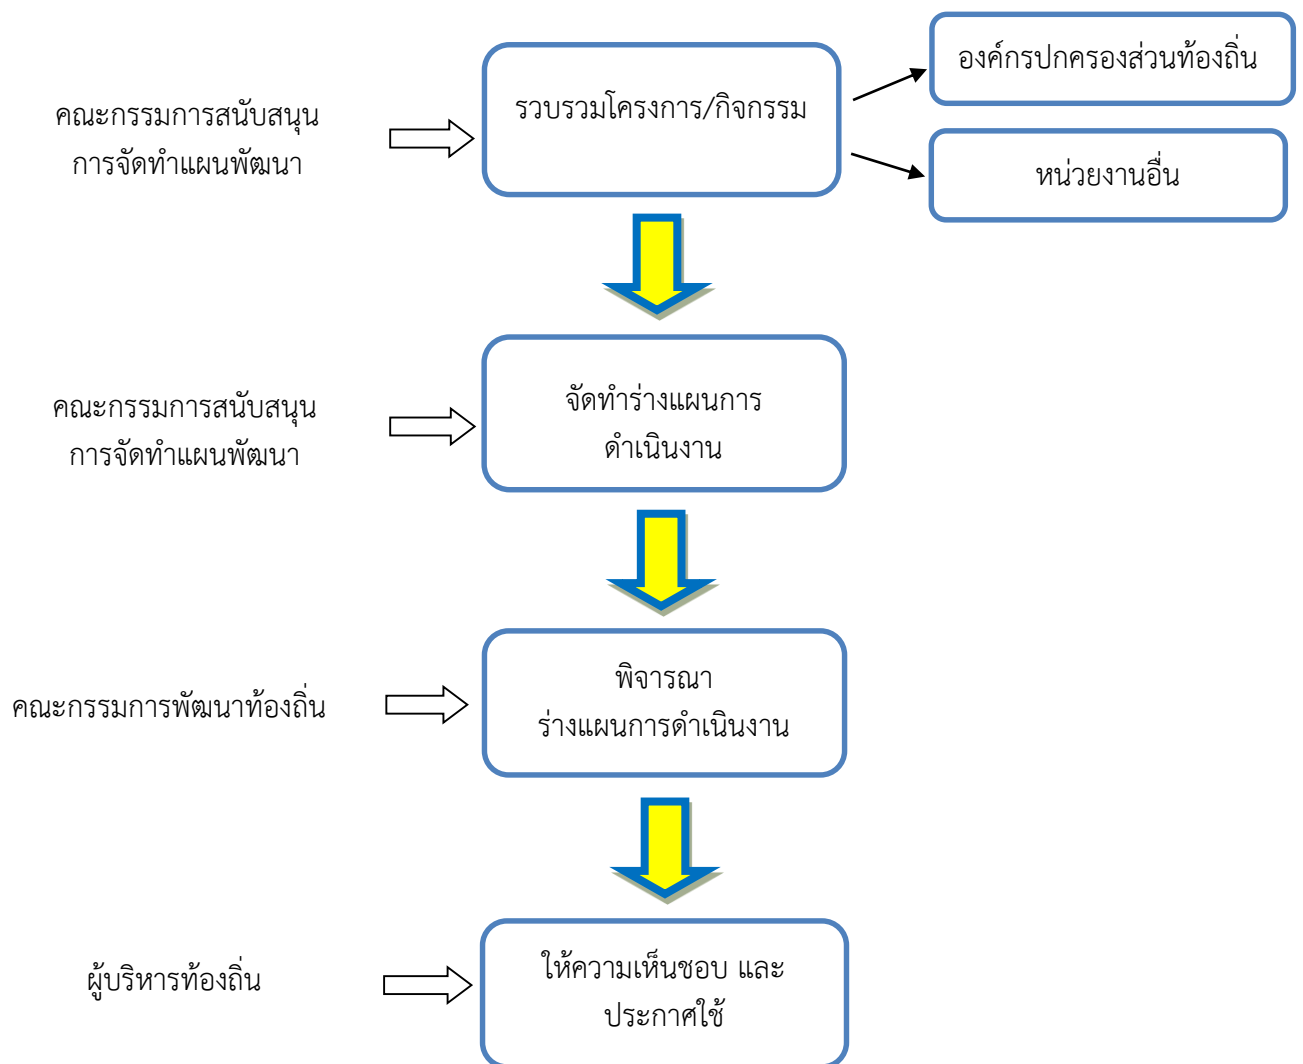 องค์กรปกครองส่วนท้องถิ่น
คณะกรรมการสนับสนุน
การจัดทำแผนพัฒนา
รวบรวมโครงการ/กิจกรรม
หน่วยงานอื่น
คณะกรรมการสนับสนุน
การจัดทำแผนพัฒนา
จัดทำร่างแผนการ
ดำเนินงาน
คณะกรรมการพัฒนาท้องถิ่น
พิจารณา
ร่างแผนการดำเนินงาน
ผู้บริหารท้องถิ่น
ให้ความเห็นชอบ และ
ประกาศใช้